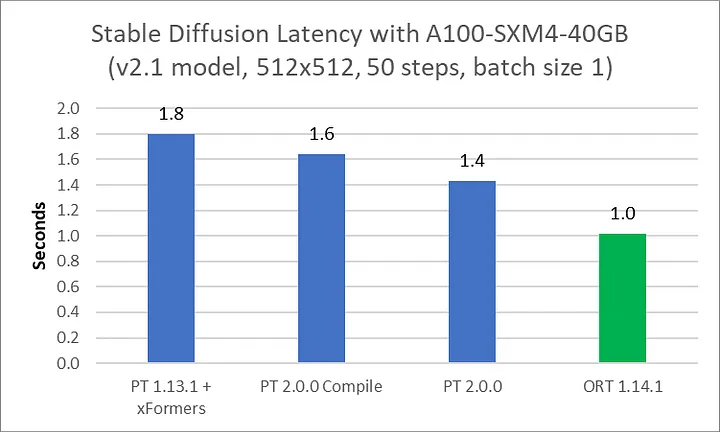 Stable Diffusion Latency with A100-SXM4-40GB
(v2.1 model, 512x512, 50 steps, batch size 1)
Seconds
2.0
1.8
1.6
1.4
1.2
1.0
0.8
0.6
0.4
0.2
0.0
1.8
1.6
1.4
1.0
PT 1.13.1 +
xFormers
PT 2.0.0 Compile
PT 2.0.0
ORT 1.14.1